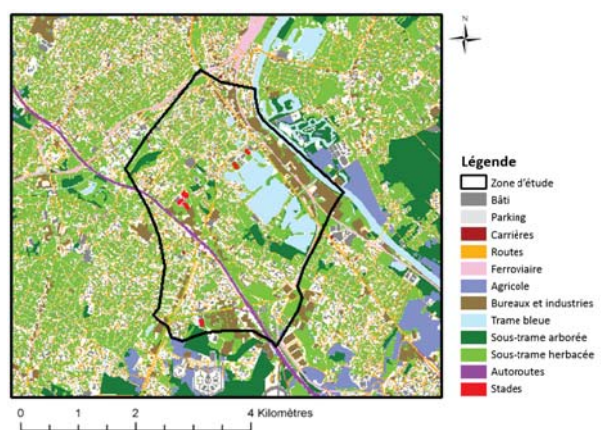 N
Légende
Zone d'étude
Bâti
Parking
Carrières
Routes
Ferroviaire
Agricole
Bureaux et industries
Trame bleue
Sous-trame arborée
Sous-trame herbacée
Autoroutes
Stades
0 1 2 4 Kilomètres